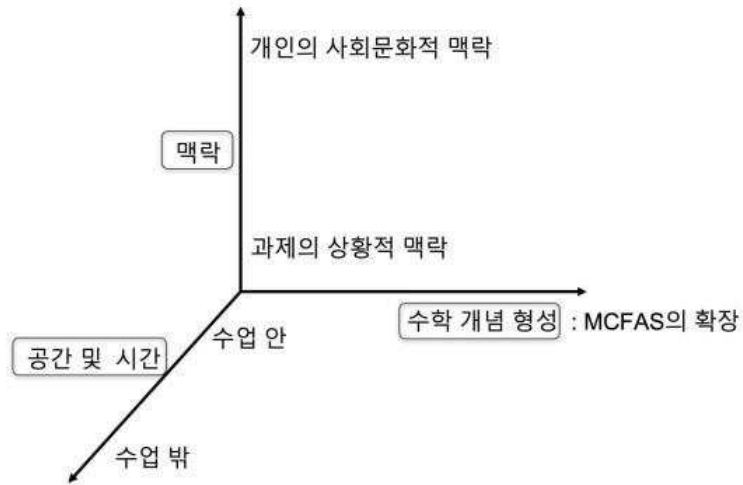 개인의 사회문화적 맥락
맥락
과제의 상황적 맥락
수학 개념 형성 : MCFAS의 확장
수업 안
공간 및 시간
수업 밖